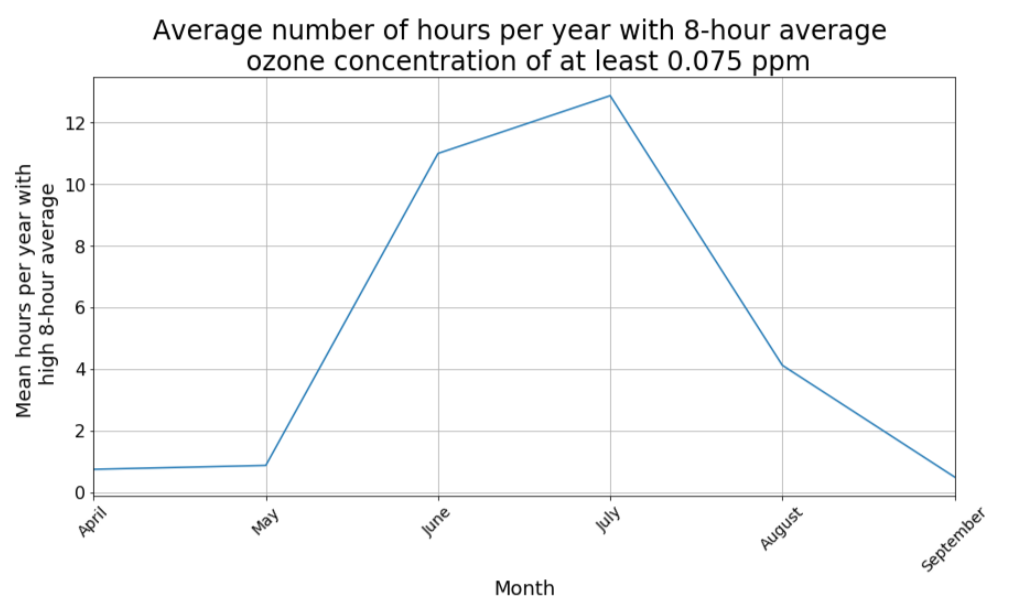 Average number of hours per year with 8-hour average
ozone concentration of at least 0.075 ppm
Mean hours per year with
high 8-hour average
12
10
8
6
4
2
0
April
May
June
July
August
September
Month